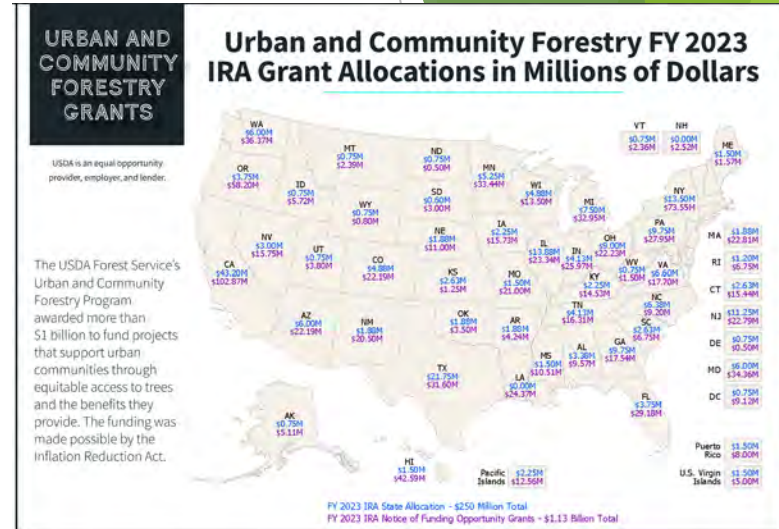 URBAN AND
COMMUNITY
FORESTRY
GRANTS
USDA is an equal opportunity
provider, employer, and lender.
The USDA Forest Service's
Urban and Community
Forestry Program
awarded more than
$1 billion to fund projects
that support urban
communities through
equitable access to trees
and the benefits they
provide. The funding was
made possible by the
Inflation Reduction Act.
Urban and Community Forestry FY 2023
IRA Grant Allocations in Millions of Dollars
WA
$6.00M
$36.37M
OR
$3.75M
$58.20M
ID
$0.75M
$5.72M
MT
$0.75M
$2.39M
ND
$0.75M
$0.50M
MN
$5.25M
$33.44M
WI
$4.88M
$13.50M
MI
$7.50M
$32.95M
VT
$0.75M
$2.36M
NH
$0.00M
$2.52M
ME
$1.50M
$1.57M
NY
$13.50M
$73.55M
SD
$0.60M
$3.00M
WY
$0.75M
$0.80M
NV
$3.00M
$15.75M
UT
$0.75M
$3.80M
CA
$43.20M
$102.87M
CO
$4.88M
$22.19M
NE
$1.88M
$11.00M
IA
$2.25M
$15.73M
KS
$2.63M
$1.25M
MO
$1.50M
$21.00M
IL
$13.88M
$23.34M
IN
$4.13M
$25.97M
OH
$9.00M
$22.23M
PA
$9.75M
$27.95M
WV
$0.75M
$1.50M
VA
$6.60M
$17.70M
KY
$2.25M
$14.53M
TN
$4.13M
$16.31M
NC
$6.38M
$9.20M
SC
$2.63M
$6.75M
AZ
$6.00M
$22.19M
NM
$1.88M
$20.50M
OK
$1.88M
$3.50M
AR
$1.88M
$4.24M
TX
$21.75M
$31.60M
LA
$0.00M
$24.37M
MS
$1.50M
$10.51M
AL
$3.38M
$9.57M
GA
$9.75M
$17.54M
FL
$3.75M
$29.18M
AK
$0.75M
$5.11M
HI
$1.50M
$42.59M
Pacific
Islands
$2.25M
$12.56M
MA
$1.88M
$22.81M
RI
$1.20M
$6.75M
CT
$2.63M
$15.44M
NJ
$11.25M
$22.79M
DE
$0.75M
$0.50M
MD
$6.00M
$34.36M
DC
$0.75M
$9.12M
Puerto
Rico
$1.50M
$8.00M
U.S. Virgin
Islands
$1.50M
$5.00M
FY 2023 IRA State Allocation - $250 Million Total
FY 2023 IRA Notice of Funding Opportunity Grants - $1.13 Billion Total